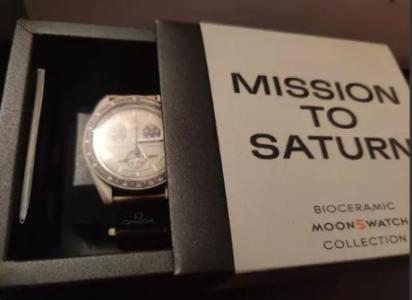 MISSION
TO
SATURN
BIOCERAMIC
MOONSWATCH
COLLECTION
OMEGA